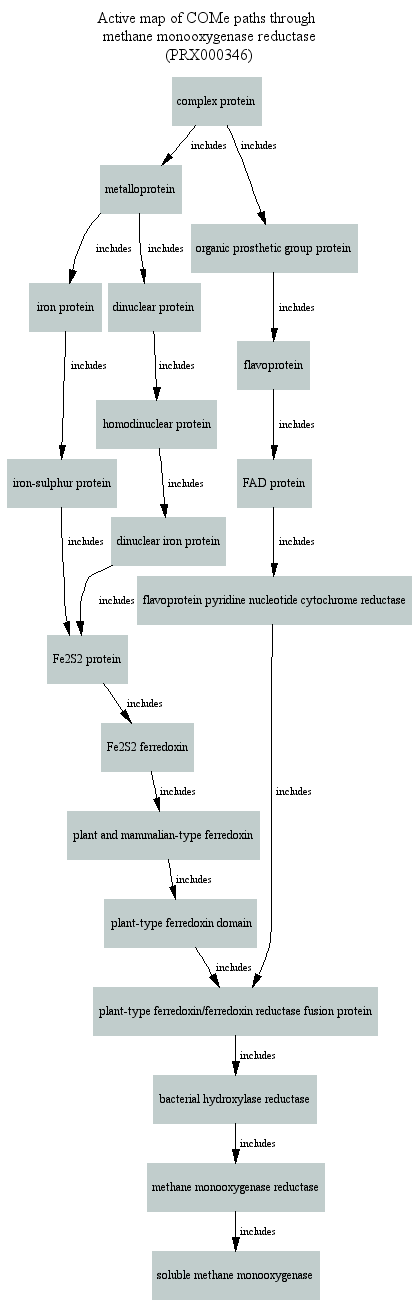 Active map of COMe paths through
methane monooxygenase reductase
(PRX000346)
complex protein
includes
includes
metalloprotein
organic prosthetic group protein
includes
includes
includes
iron protein
dinuclear protein
flavoprotein
includes
includes
includes
homodinuclear protein
iron-sulphur protein
includes
FAD protein
includes
dinuclear iron protein
includes
includes
flavoprotein pyridine nucleotide cytochrome reductase
Fe2S2 protein
includes
Fe2S2 ferredoxin
includes
includes
plant and mammalian-type ferredoxin
includes
plant-type ferredoxin domain
includes
plant-type ferredoxin/ferredoxin reductase fusion protein
includes
bacterial hydroxylase reductase
includes
methane monooxygenase reductase
includes
soluble methane monooxygenase